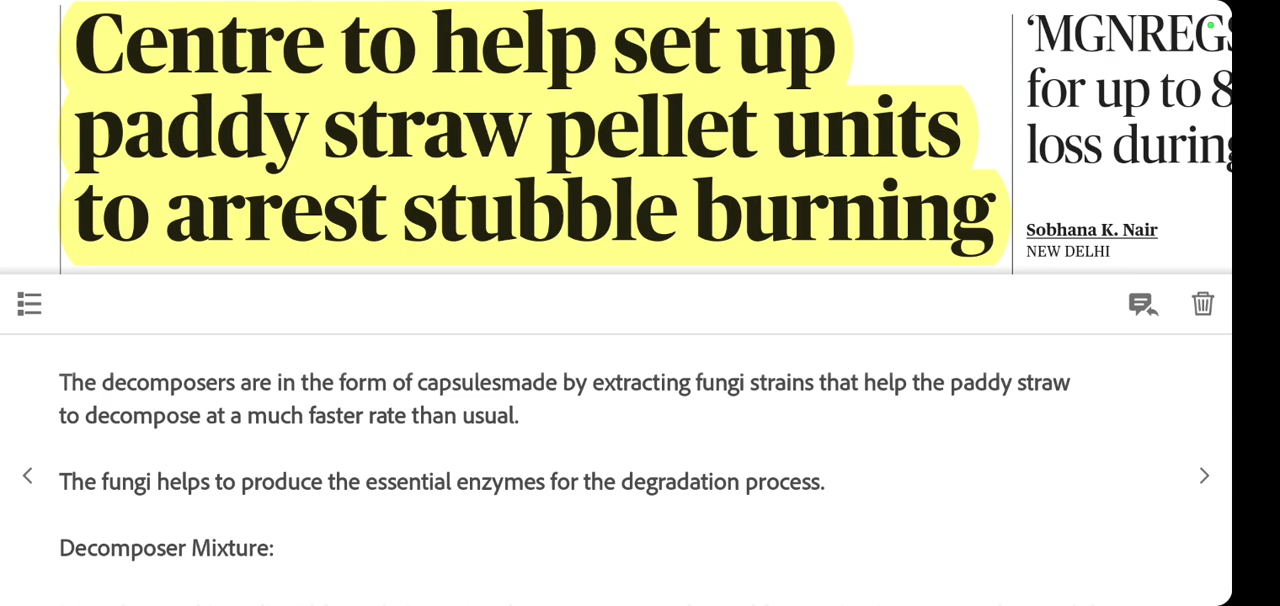 Centre to help set up
paddy straw pellet units
to arrest stubble burning
‘MGNREGS
for up to 8
loss during
Sobhana K. Nair
NEW DELHI
The decomposers are in the form of capsulesmade by extracting fungi strains that help the paddy straw
to decompose at a much faster rate than usual.
The fungi helps to produce the essential enzymes for the degradation process.
Decomposer Mixture: